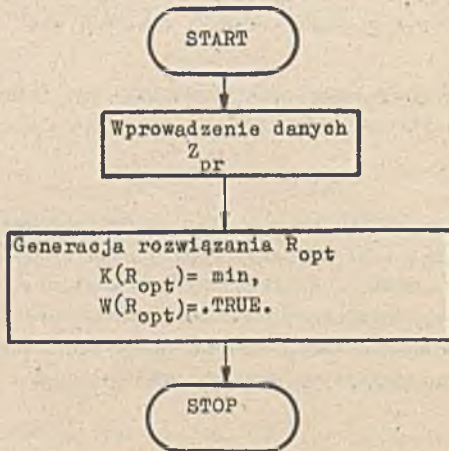 START
Wprowadzenie danych
Z_pr
Generacja rozwiązania R_opt
K(R_opt)= min,
W(R_opt)=.TRUE.
STOP